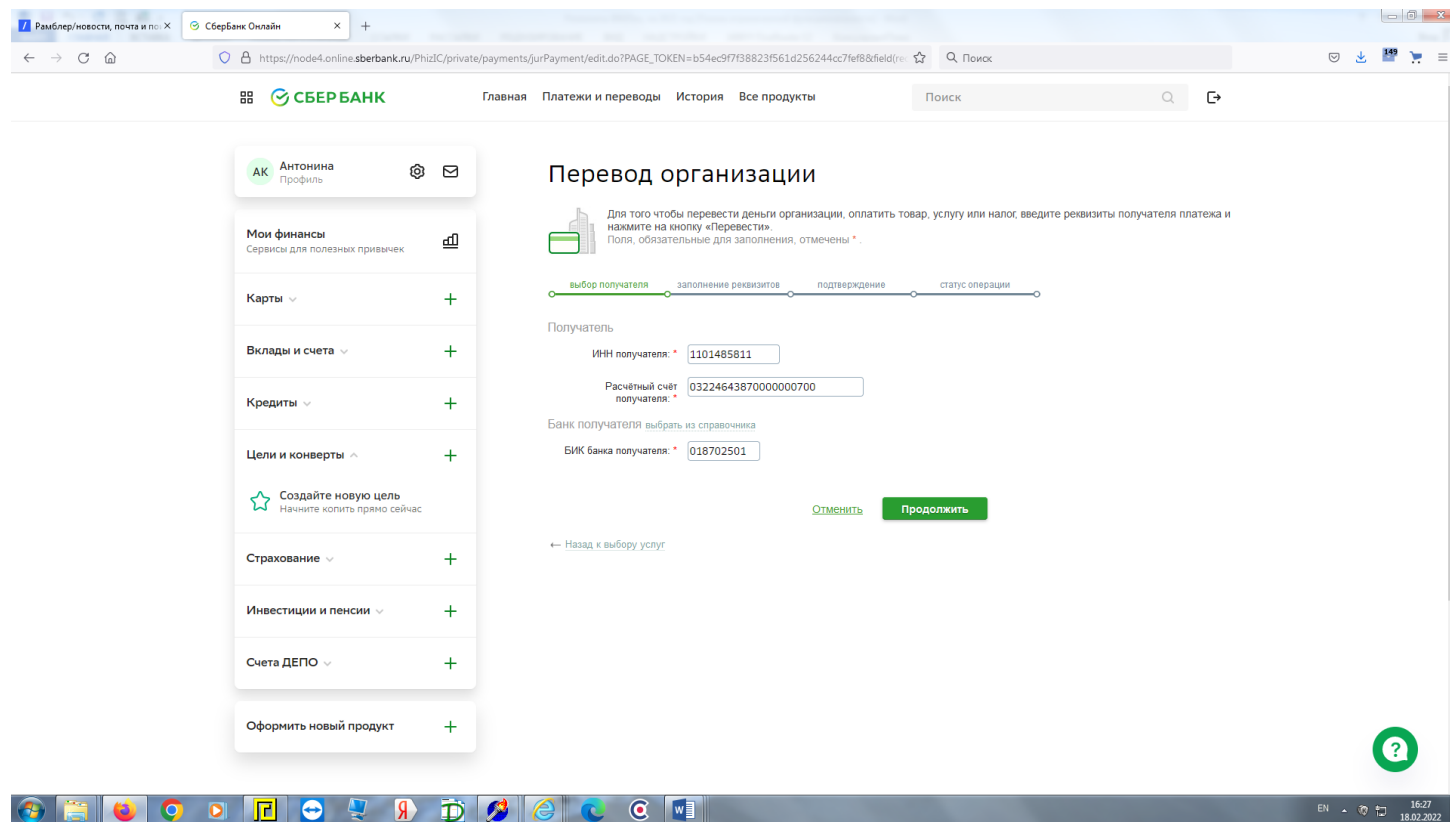 Рамблер/новости, почта и по
СберБанк Онлайн
https://node4.online.sberbank.ru/PhizIC/private/payments/jurPayment/edit.do?PAGE_TOKEN=b54ec9f7f38823f561d256244cc7fef8&field(re
Поиск
149
СБЕР БАНК
Главная Платежи и переводы История Все продукты
Поиск
АК
Антонина
Профиль
Мои финансы
Сервисы для полезных привычек
Карты
Вклады и счета
Кредиты
Цели и конверты
Создайте новую цель
Начните копить прямо сейчас
Страхование
Инвестиции и пенсии
Счета ДЕПО
Оформить новый продукт
Перевод организации
Для того чтобы перевести деньги организации, оплатить товар, услугу или налог, введите реквизиты получателя платежа и
нажмите на кнопку «Перевести».
Поля, обязательные для заполнения, отмечены * .
выбор получателя заполнение реквизитов подтверждение статус операции
Получатель
ИНН получателя: * 1101485811
Расчётный счёт
получателя: *
03224643870000000700
Банк получателя выбрать из справочника
БИК банка получателя: * 018702501
Отменить Продолжить
← Назад к выбору услуг
EN
16:27
18.02.2022